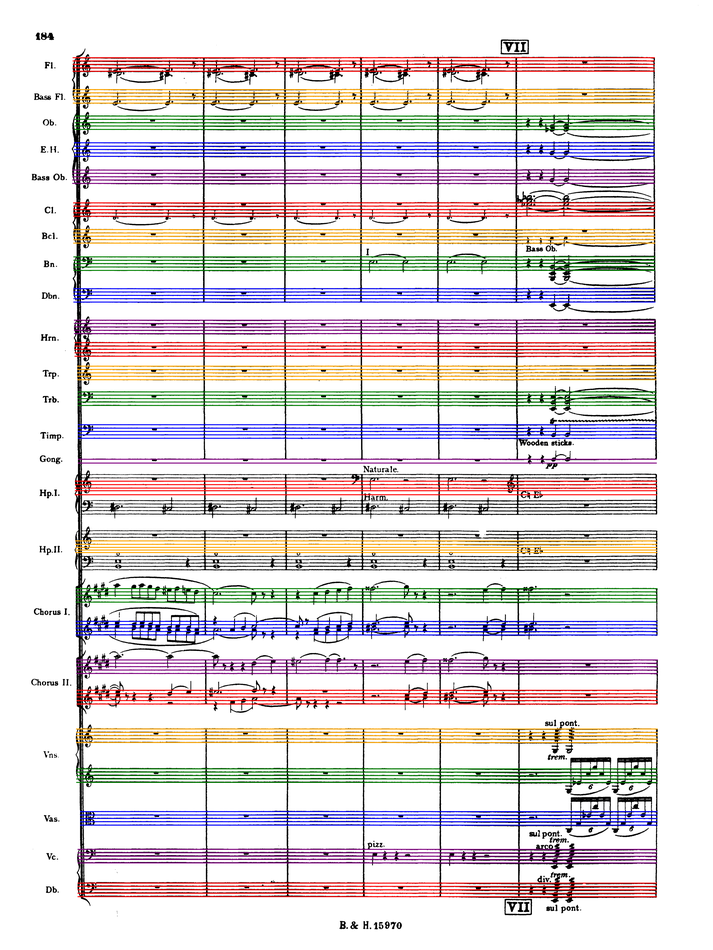 184
VII
Fl.
Bass Fl.
Ob.
E.H.
Bass Ob.
Cl.
Bcl.
Bass Ob.
I
Bn.
Dbn.
Hrn.
Trp.
Trb.
Timp.
Wooden sticks.
Gong.
pp
Naturale.
Hp.I.
Harm.
C♮ E♭
Hp.II.
C♮ E♭
Chorus I.
Chorus II.
sul pont.
Vns.
trem.
6 6
Vas.
6 6
sul pont.
trem.
pizz.
arco
Vc.
trem.
div.
Db.
VII
sul pont.
B. & H. 15970